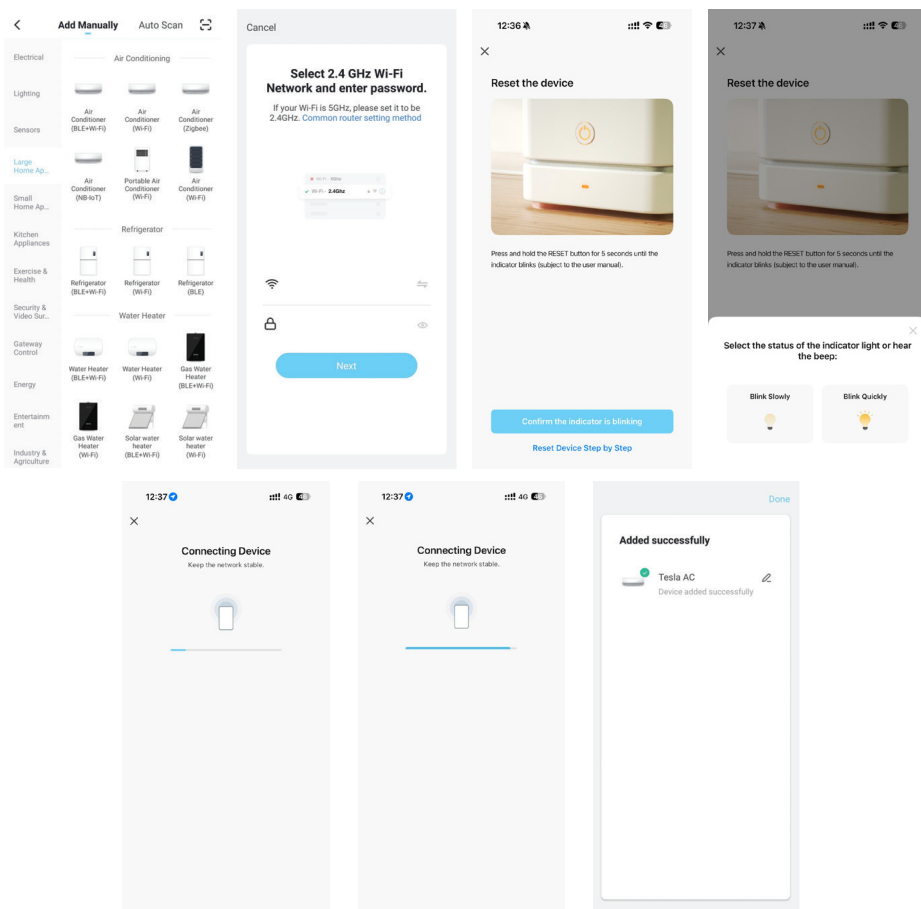 Add Manually
Auto Scan
Electrical
Lighting
Sensors
Large
Home Ap...
Small
Home Ap...
Kitchen
Appliances
Exercise &
Health
Security &
Video Sur...
Gateway
Control
Energy
Entertainm
ent
Industry &
Agriculture
Air Conditioning
Air
Conditioner
(BLE+Wi-Fi)
Air
Conditioner
(Wi-Fi)
Air
Conditioner
(Zigbee)
Air
Conditioner
(NB-IoT)
Portable Air
Conditioner
(Wi-Fi)
Air
Conditioner
(Wi-Fi)
Refrigerator
Refrigerator
(BLE+Wi-Fi)
Refrigerator
(Wi-Fi)
Refrigerator
(BLE)
Water Heater
Water Heater
(BLE+Wi-Fi)
Water Heater
(Wi-Fi)
Gas Water
Heater
(BLE+Wi-Fi)
Gas Water
Heater
(Wi-Fi)
Solar water
heater
(BLE+Wi-Fi)
Solar water
heater
(Wi-Fi)
Cancel
Select 2.4 GHz Wi-Fi
Network and enter password.
If your Wi-Fi is 5GHz, please set it to be
2.4GHz. Common router setting method
Wi-Fi - 5Ghz
Wi-Fi - 2.4Ghz
Next
12:36
Reset the device
Press and hold the RESET button for 5 seconds until the
indicator blinks (subject to the user manual).
Confirm the indicator is blinking
Reset Device Step by Step
12:37
Reset the device
Press and hold the RESET button for 5 seconds until the
indicator blinks (subject to the user manual).
Select the status of the indicator light or hear
the beep:
Blink Slowly
Blink Quickly
12:37
4G
Connecting Device
Keep the network stable.
12:37
4G
Connecting Device
Keep the network stable.
Done
Added successfully
Tesla AC
Device added successfully